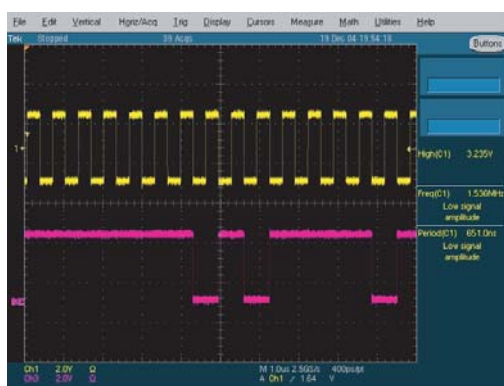 File Edit Vertical Horiz/Acq Trig Display Cursors Measure Math Utilities Help
Tek Stopped 39 Acqs 19 Dec 04 19:54:18 Buttons
1
High(C1) 3.235V
Freq(C1) 1.536MHz
Low signal
amplitude
Period(C1) 651.0ns
Low signal
amplitude
Ch1 2.0V Ω M 1.0us 2.5GS/s 400ps/pt
Ch3 2.0V Ω A Ch1 / 1.64 V